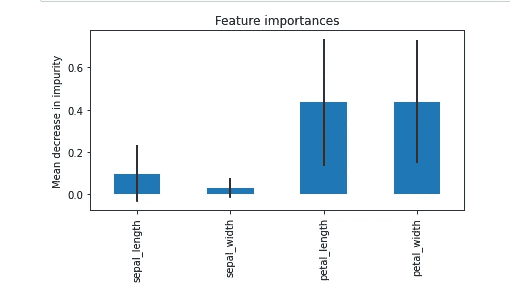 Feature importances
Mean decrease in impurity
0.6
0.4
0.2
0.0
sepal_length
sepal_width
petal_length
petal_width